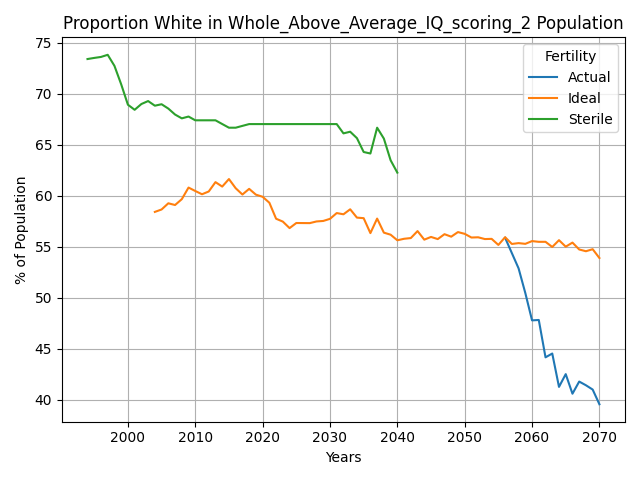 Proportion White in Whole_Above_Average_IQ_scoring_2 Population
% of Population
75
70
65
60
55
50
45
40
2000
2010
2020
2030
2040
2050
2060
2070
Years
Fertility
Actual
Ideal
Sterile